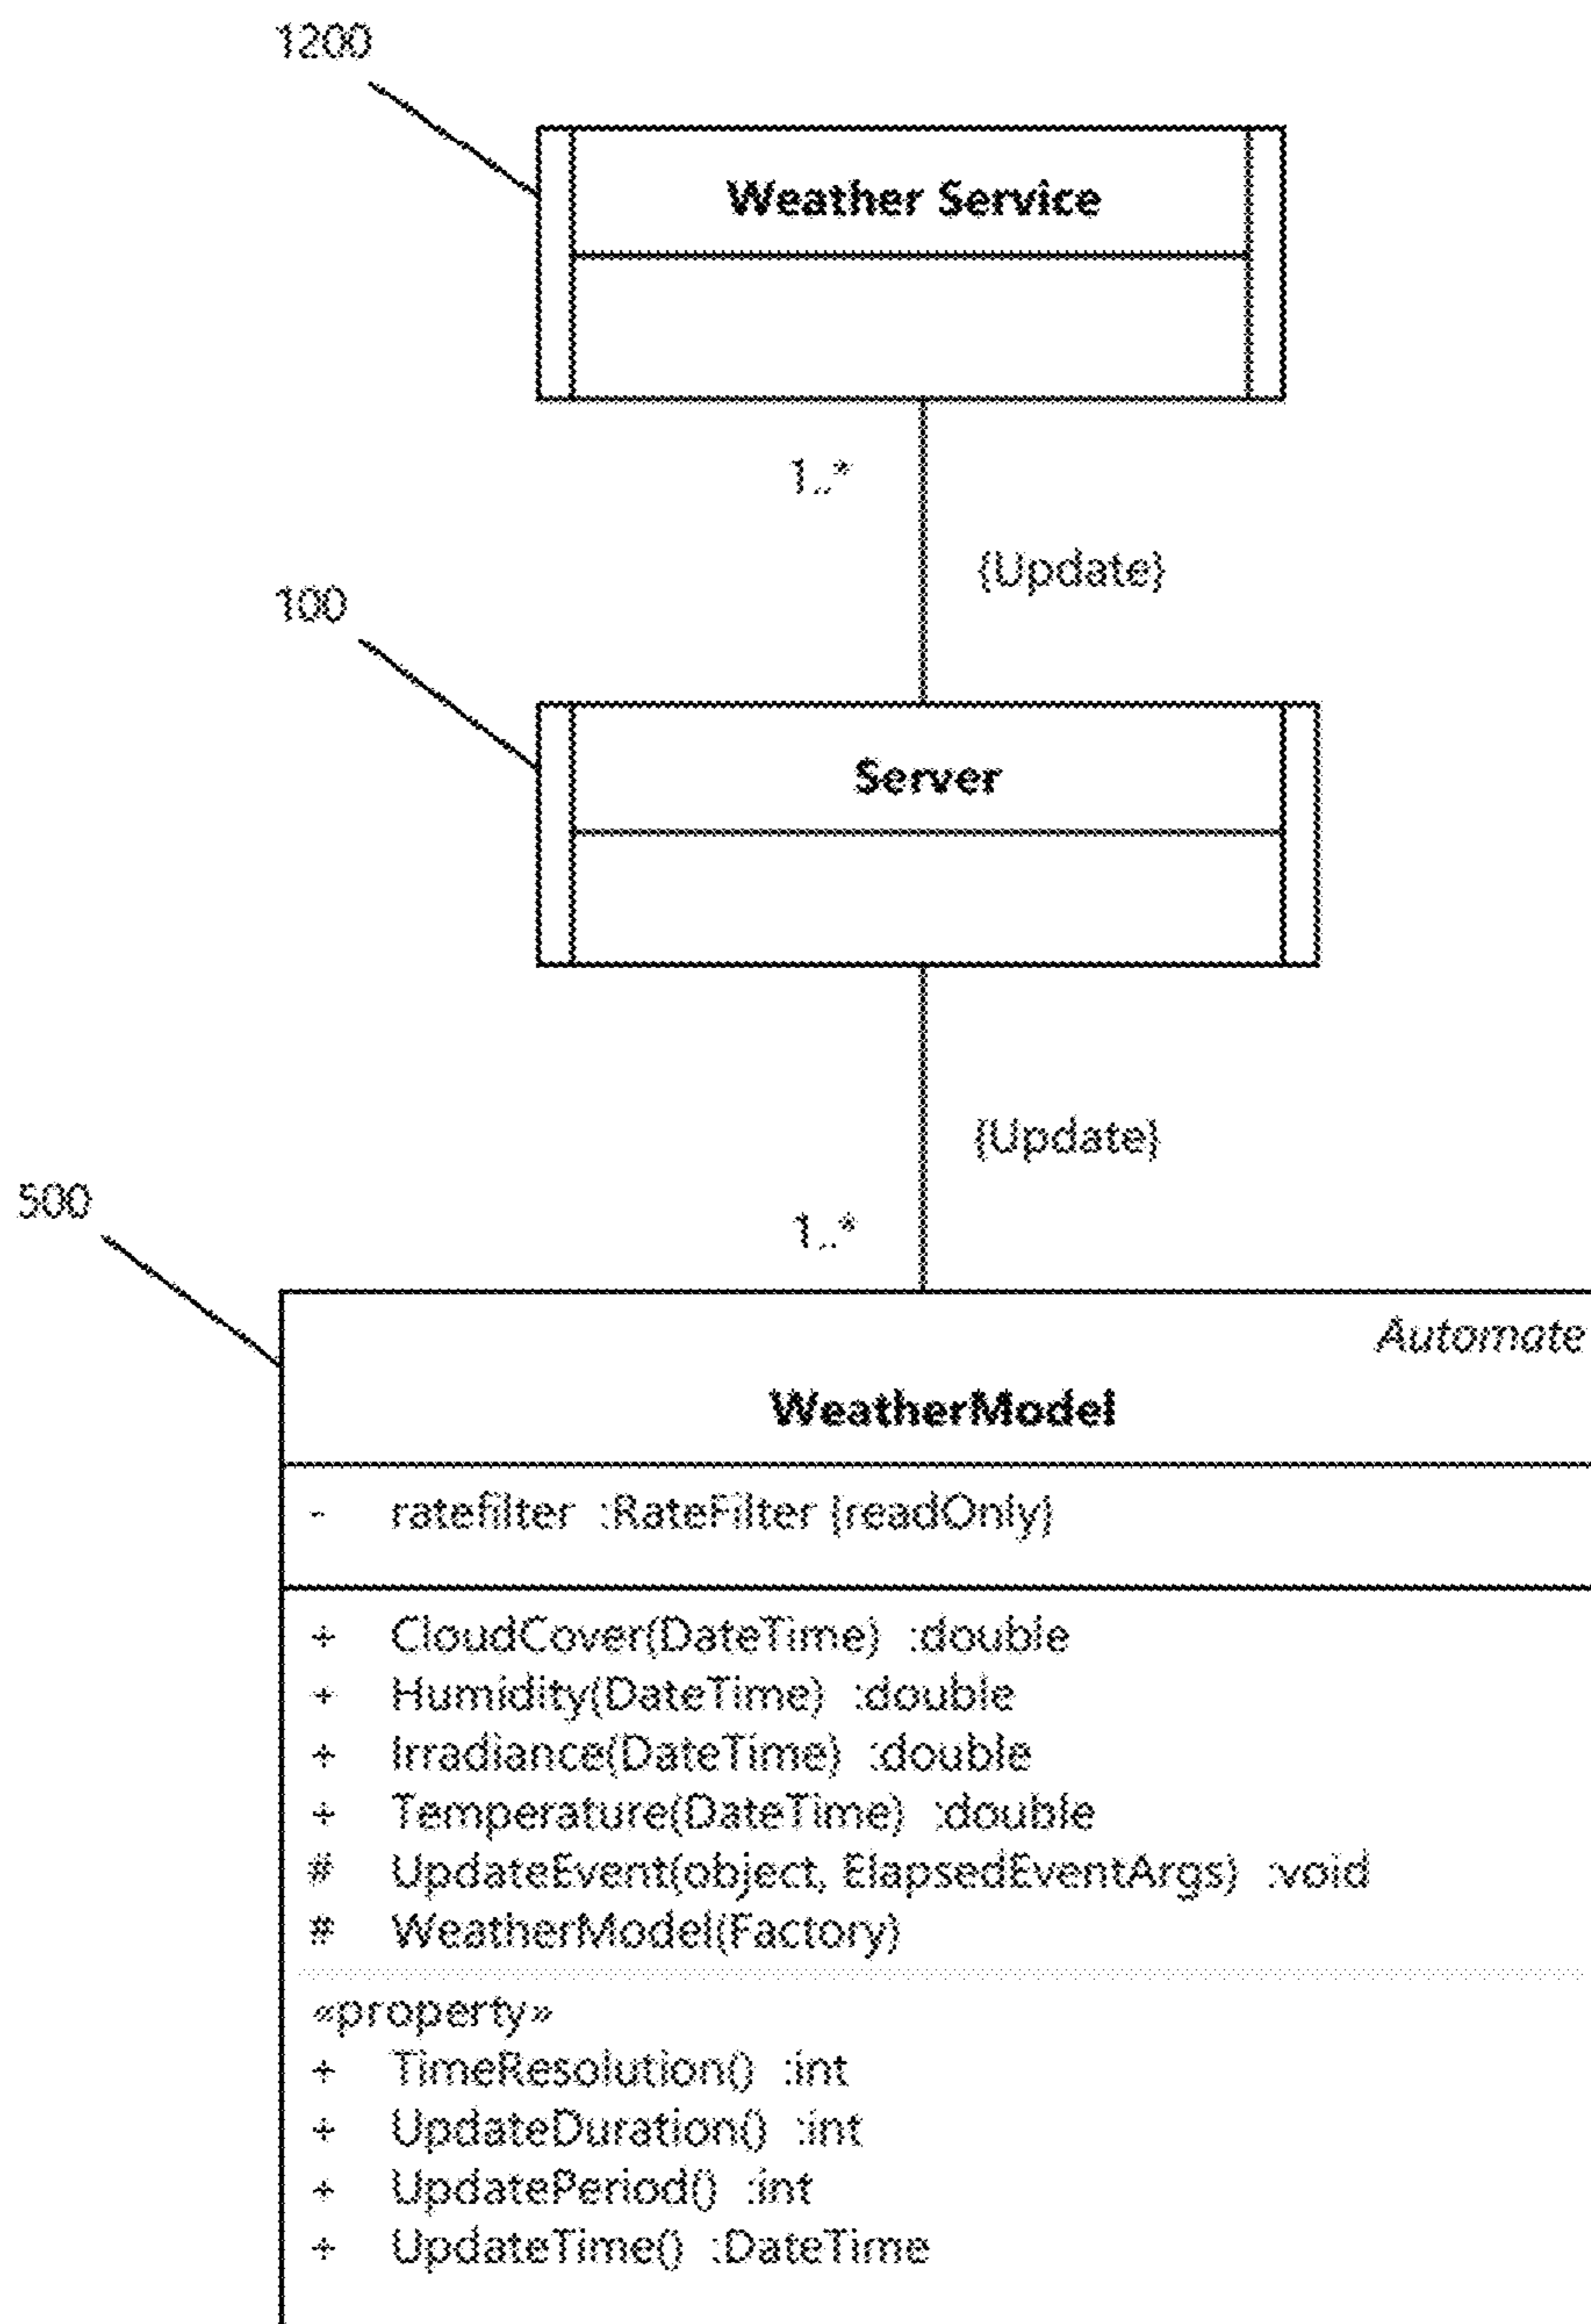 1200
Weather Service
1..*
{Update}
100
Server
{Update}
500
1..*
Automate
WeatherModel
- ratefilter :RateFilter {readOnly}
+ CloudCover(DateTime) :double
+ Humidity(DateTime) :double
+ Irradiance(DateTime) :double
+ Temperature(DateTime) :double
# UpdateEvent(object, ElapsedEventArgs) :void
# WeatherModel(Factory)
«property»
+ TimeResolution() :int
+ UpdateDuration() :int
+ UpdatePeriod() :int
+ UpdateTime() :DateTime